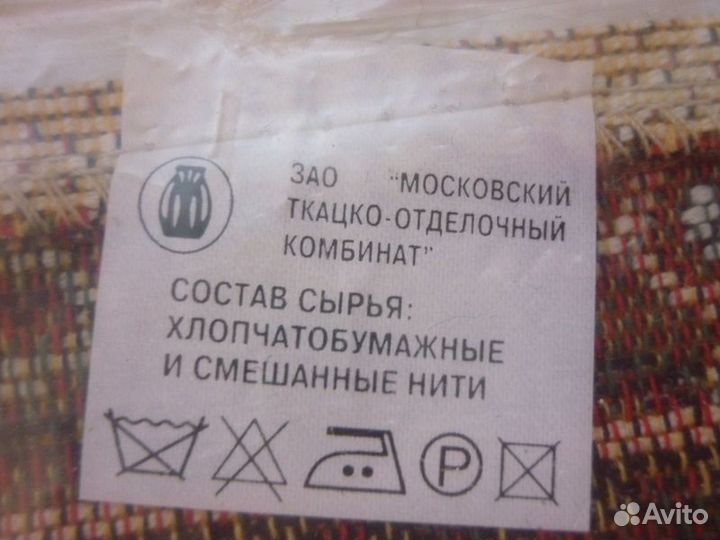 ЗАО "МОСКОВСКИЙ
ТКАЦКО-ОТДЕЛОЧНЫЙ
КОМБИНАТ"
СОСТАВ СЫРЬЯ:
ХЛОПЧАТОБУМАЖНЫЕ
И СМЕШАННЫЕ НИТИ
P
Avito